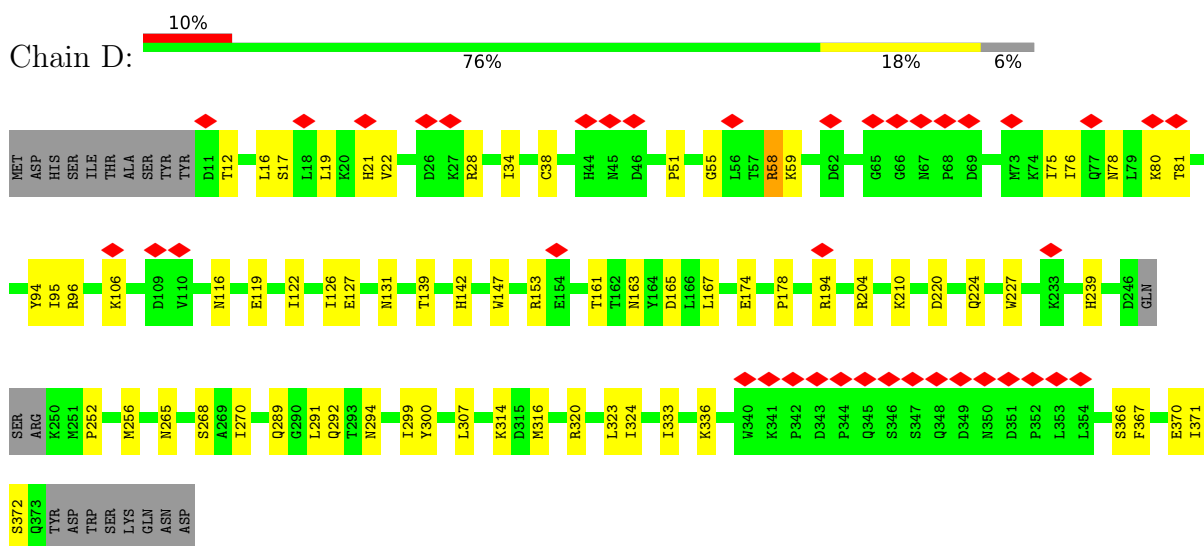 10%
Chain D:
76% 18% 6%
MET ASP HIS SER ILE THR ALA SER TYR TYR D11 T12 L16 S17 L18 L19 K20 H21 V22 D26 K27 R28 I34 C38 H44 N45 D46 P51 G55 L56 T57 R58 K59 D62 G65 G66 N67 P68 D69 M73 K74 I75 I76 Q77 N78 L79 K80 T81
Y94 I95 R96 K106 D109 V110 N116 E119 I122 I126 E127 N131 T139 H142 W147 R153 E154 T161 T162 N163 Y164 D165 L166 L167 E174 P178 R194 R204 K210 D220 Q224 W227 K233 H239 D246 GLN
SER ARG K250 M251 P252 M256 N265 S268 A269 I270 Q289 G290 L291 Q292 T293 N294 I299 Y300 L307 K314 D315 M316 R320 L323 I324 I333 K336 W340 K341 P342 D343 P344 Q345 S346 S347 Q348 D349 N350 D351 P352 L353 L354 S366 F367 E370 I371
S372 Q373 TYR ASP TRP SER LYS GLN ASN ASP